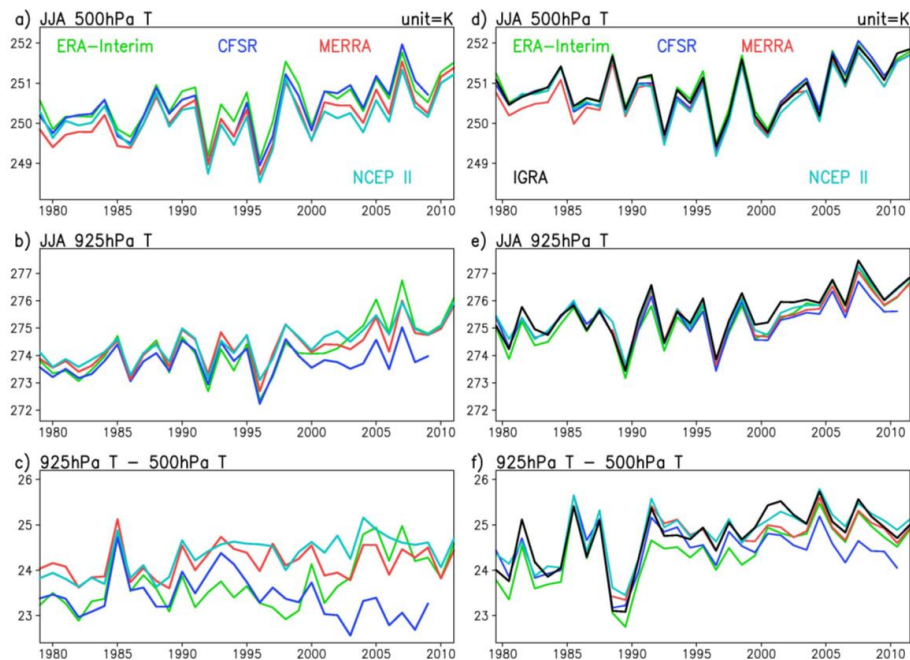 a) JJA 500hPa T unit=K
ERA-Interim CFSR MERRA
252
251
250
249
NCEP II
1980 1985 1990 1995 2000 2005 2010
b) JJA 925hPa T
277
276
275
274
273
272
1980 1985 1990 1995 2000 2005 2010
c) 925hPa T - 500hPa T
26
25
24
23
1980 1985 1990 1995 2000 2005 2010
d) JJA 500hPa T unit=K
ERA-Interim CFSR MERRA
252
251
250
249
IGRA NCEP II
1980 1985 1990 1995 2000 2005 2010
e) JJA 925hPa T
277
276
275
274
273
272
1980 1985 1990 1995 2000 2005 2010
f) 925hPa T - 500hPa T
26
25
24
23
1980 1985 1990 1995 2000 2005 2010